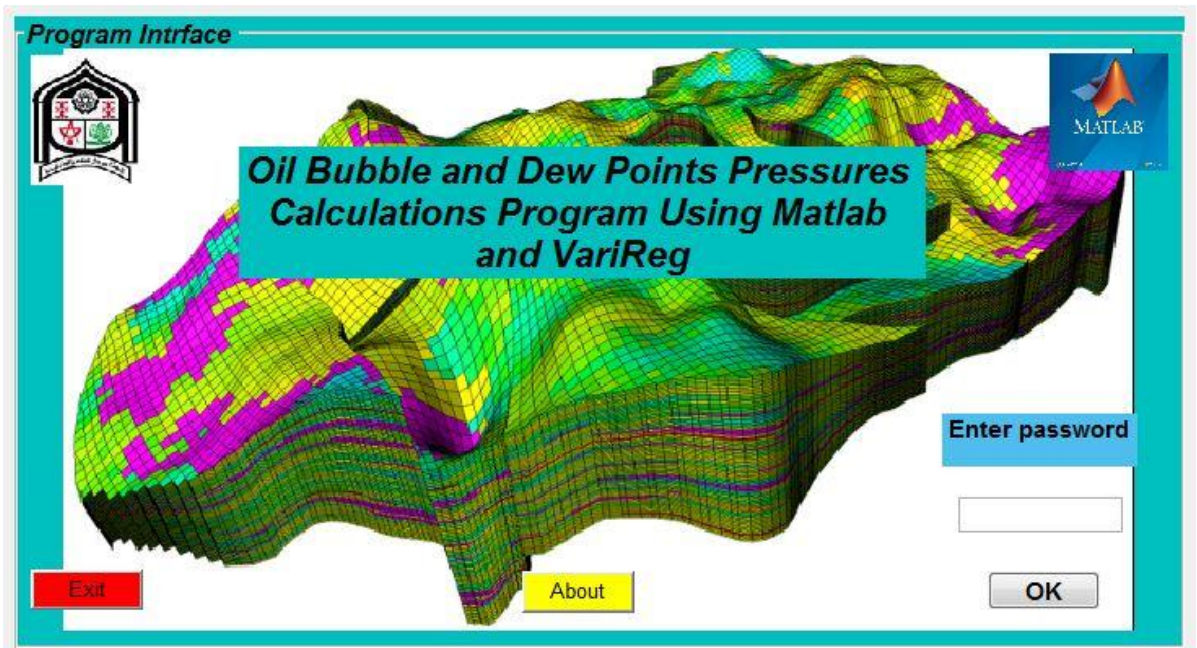 Program Intrface
MATLAB
Oil Bubble and Dew Points Pressures
Calculations Program Using Matlab
and VariReg
Enter password
Exit
About
OK